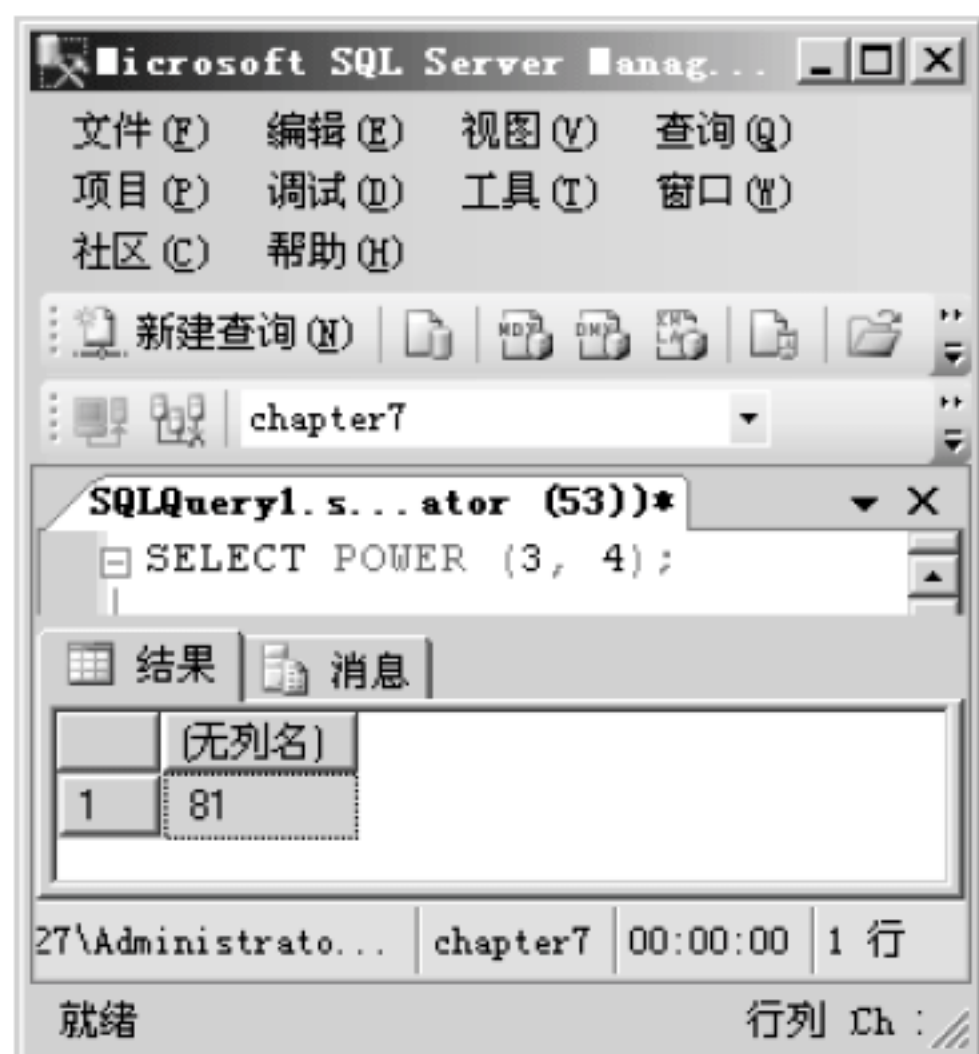 Microsoft SQL Server Manag...
文件(F) 编辑(E) 视图(V) 查询(Q)
项目(P) 调试(D) 工具(T) 窗口(W)
社区(C) 帮助(H)
新建查询(N)
chapter7
SQLQuery1.s...ator (53))*
SELECT POWER (3, 4);
结果 消息
(无列名)
1 81
27\Administrato... chapter7 00:00:00 1 行
就绪 行列 Ch :